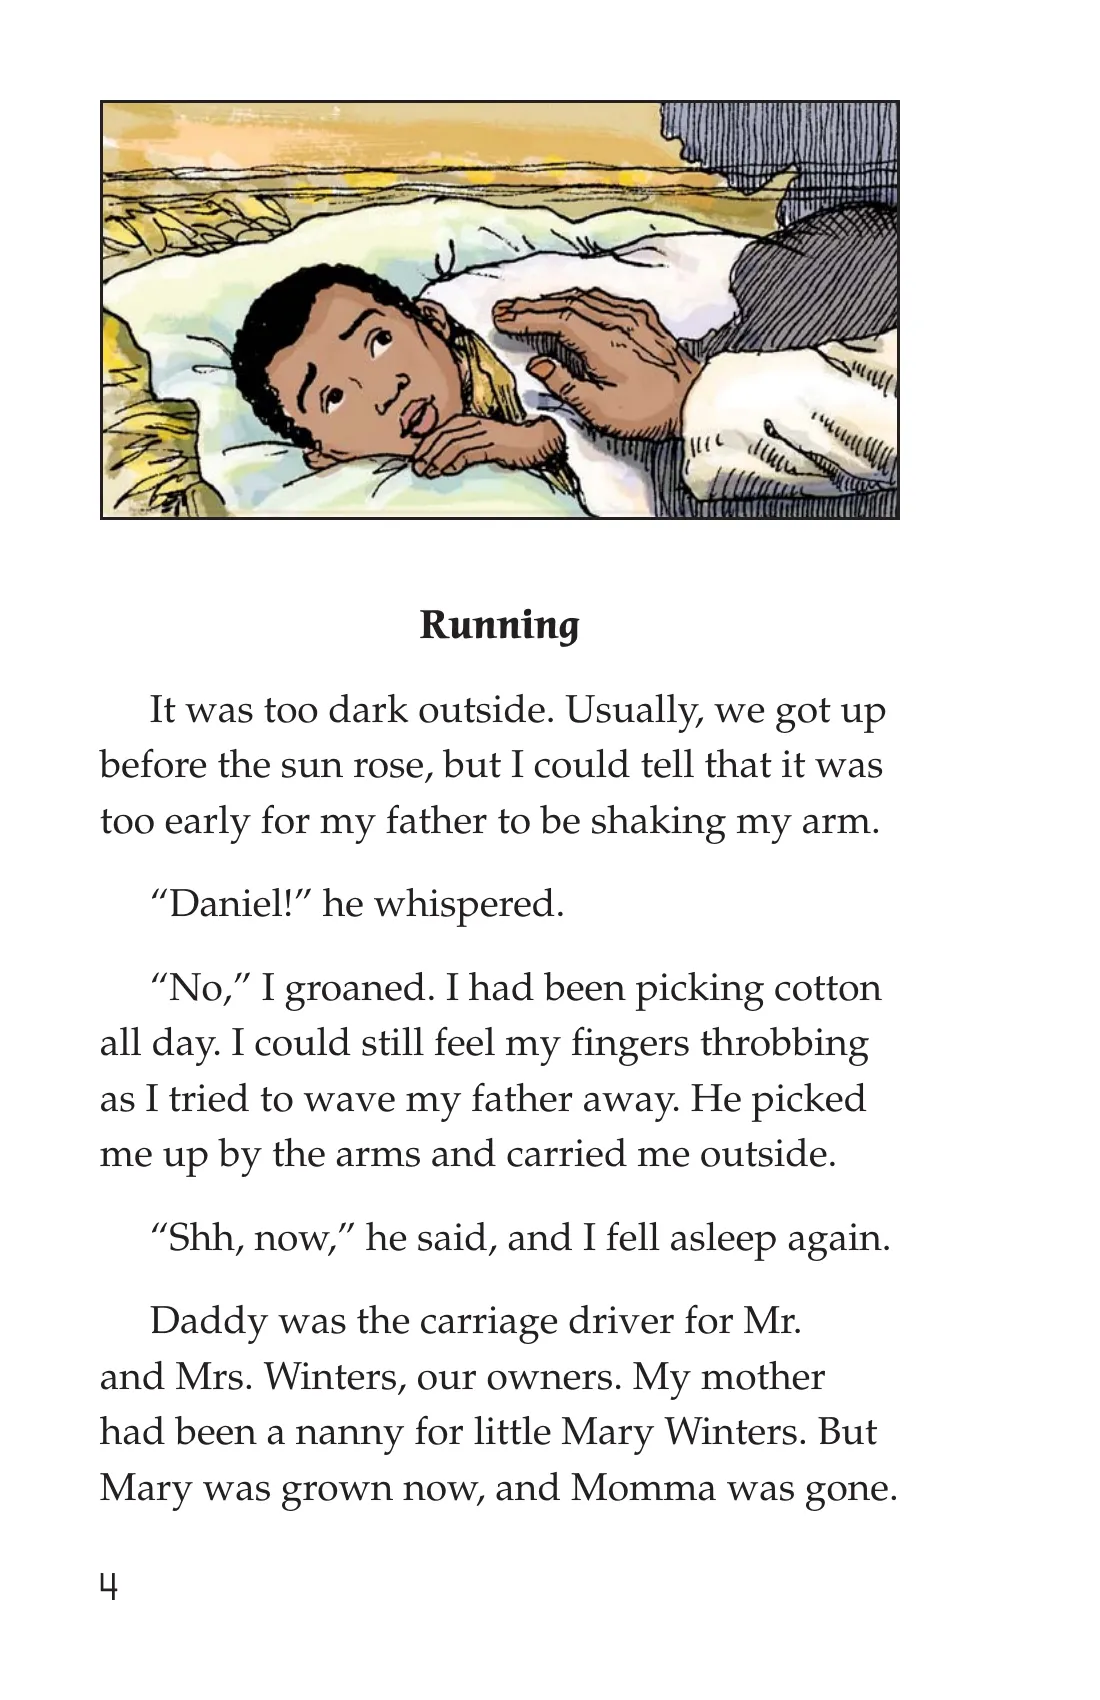 Running
It was too dark outside. Usually, we got up
before the sun rose, but I could tell that it was
too early for my father to be shaking my arm.
“Daniel!” he whispered.
“No,” I groaned. I had been picking cotton
all day. I could still feel my fingers throbbing
as I tried to wave my father away. He picked
me up by the arms and carried me outside.
“Shh, now,” he said, and I fell asleep again.
Daddy was the carriage driver for Mr.
and Mrs. Winters, our owners. My mother
had been a nanny for little Mary Winters. But
Mary was grown now, and Momma was gone.
4